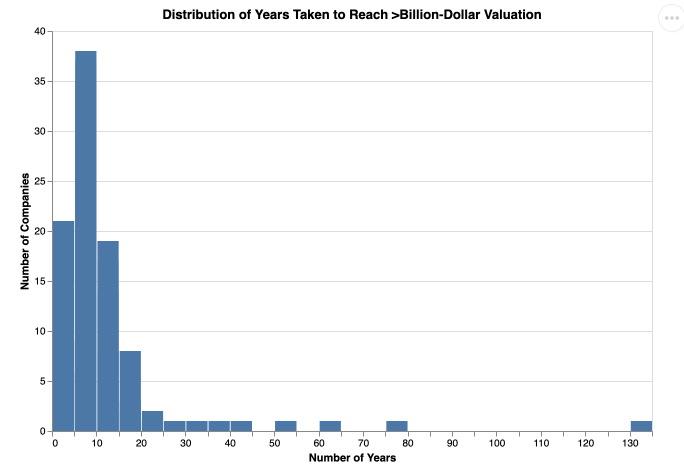 Distribution of Years Taken to Reach >Billion-Dollar Valuation
40
35
30
25
20
15
10
5
0
Number of Companies
0 10 20 30 40 50 60 70 80 90 100 110 120 130
Number of Years